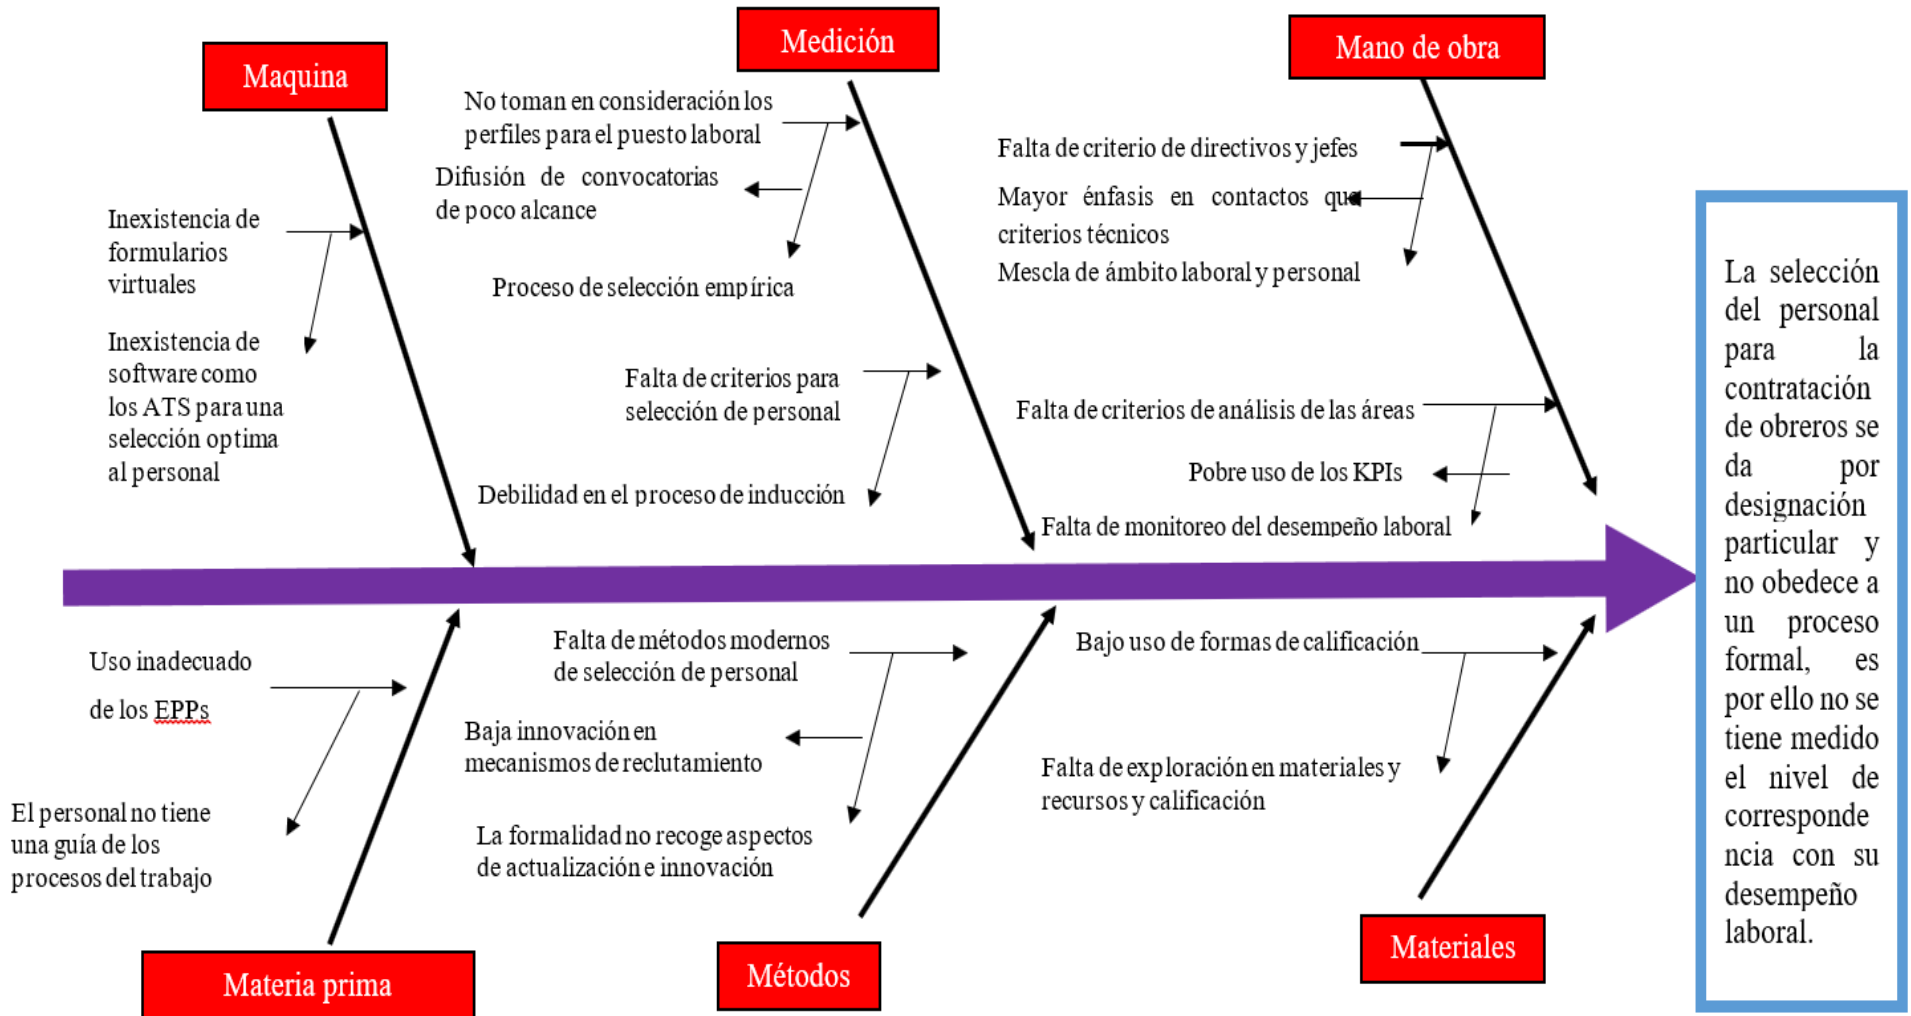 Maquina
Inexistencia de
formularios
virtuales
Inexistencia de
software como
los ATS para una
selección optima
al personal
Medición
No toman en consideración los
perfiles para el puesto laboral
Difusión de convocatorias
de poco alcance
Proceso de selección empírica
Falta de criterios para
selección de personal
Debilidad en el proceso de inducción
Mano de obra
Falta de criterio de directivos y jefes
Mayor énfasis en contactos que
criterios técnicos
Mescla de ámbito laboral y personal
Falta de criterios de análisis de las áreas
Pobre uso de los KPIs
Falta de monitoreo del desempeño laboral
Uso inadecuado
de los EPPs
El personal no tiene
una guía de los
procesos del trabajo
Materia prima
Falta de métodos modernos
de selección de personal
Baja innovación en
mecanismos de reclutamiento
La formalidad no recoge aspectos
de actualización e innovación
Métodos
Bajo uso de formas de calificación
Falta de exploración en materiales y
recursos y calificación
Materiales
La selección
del personal
para la
contratación
de obreros se
da por
designación
particular y
no obedece a
un proceso
formal, es
por ello no se
tiene medido
el nivel de
corresponde
ncia con su
desempeño
laboral.